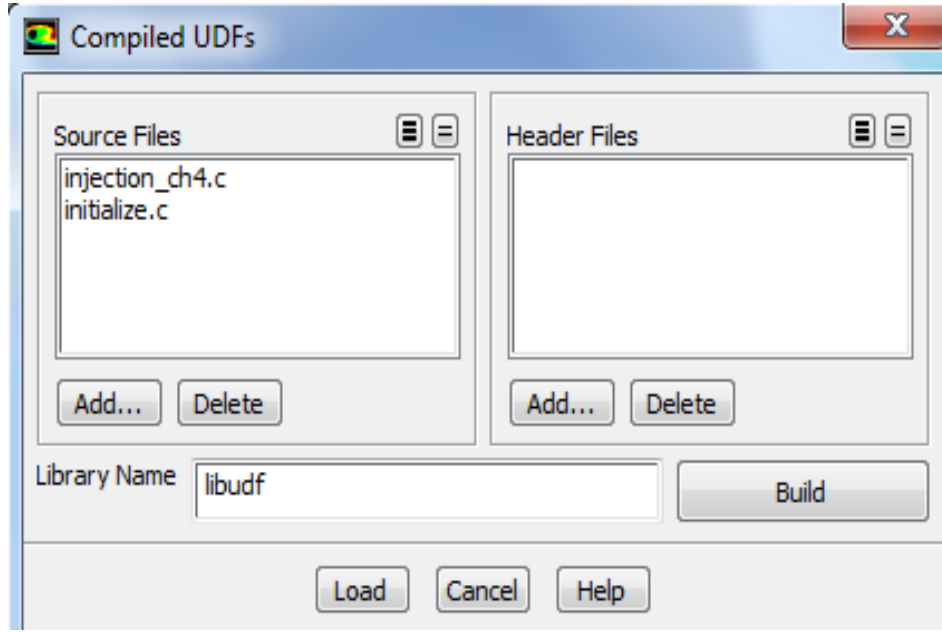 Compiled UDFs
X
Source Files
injection_ch4.c
initialize.c
Add...
Delete
Header Files
Add...
Delete
Library Name
libudf
Build
Load
Cancel
Help